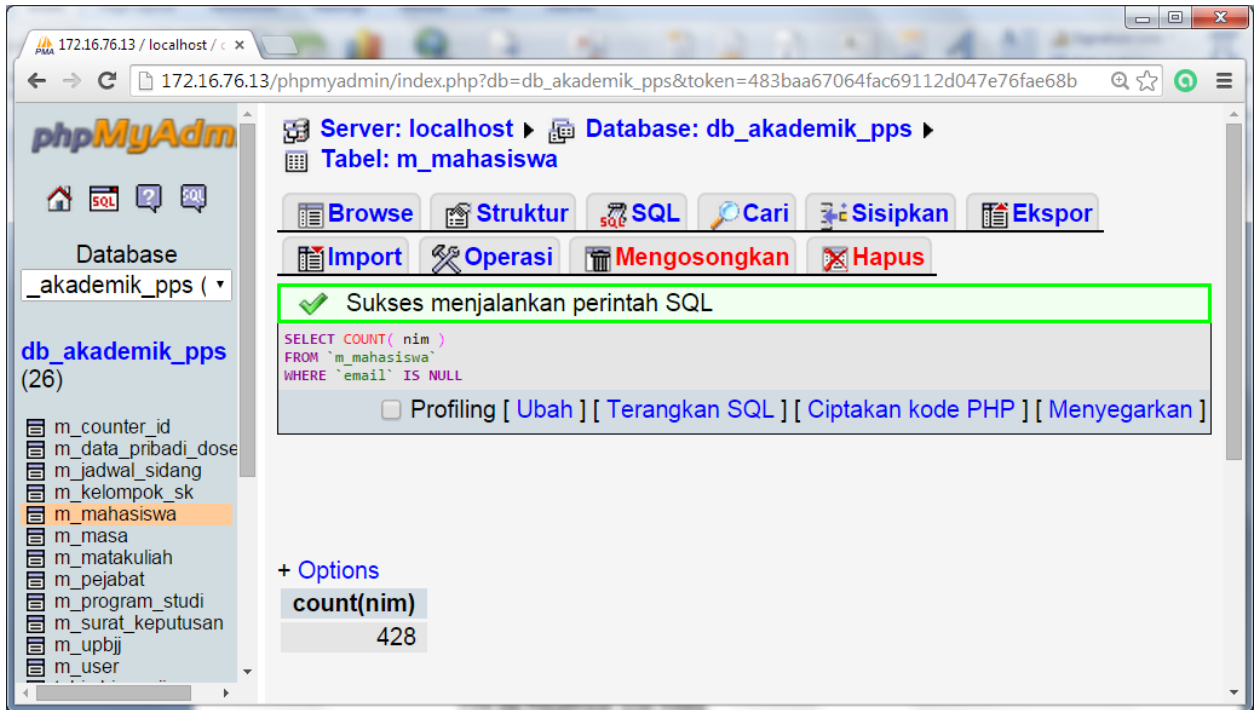 172.16.76.13 / localhost /
172.16.76.13/phpmyadmin/index.php?db=db_akademik_pps&token=483baa67064fac69112d047e76fae68b
phpMyAdm
Database
_akademik_pps (
db_akademik_pps
(26)
m_counter_id
m_data_pribadi_dose
m_jadwal_sidang
m_kelompok_sk
m_mahasiswa
m_masa
m_matakuliah
m_pejabat
m_program_studi
m_surat_keputusan
m_upbjj
m_user
Server: localhost Database: db_akademik_pps
Tabel: m_mahasiswa
Browse Struktur SQL Cari Sisipkan Ekspor
Import Operasi Mengosongkan Hapus
Sukses menjalankan perintah SQL
SELECT COUNT( nim )
FROM `m_mahasiswa`
WHERE `email` IS NULL
Profiling [ Ubah ] [ Terangkan SQL ] [ Ciptakan kode PHP ] [ Menyegarkan ]
+ Options
count(nim)
428